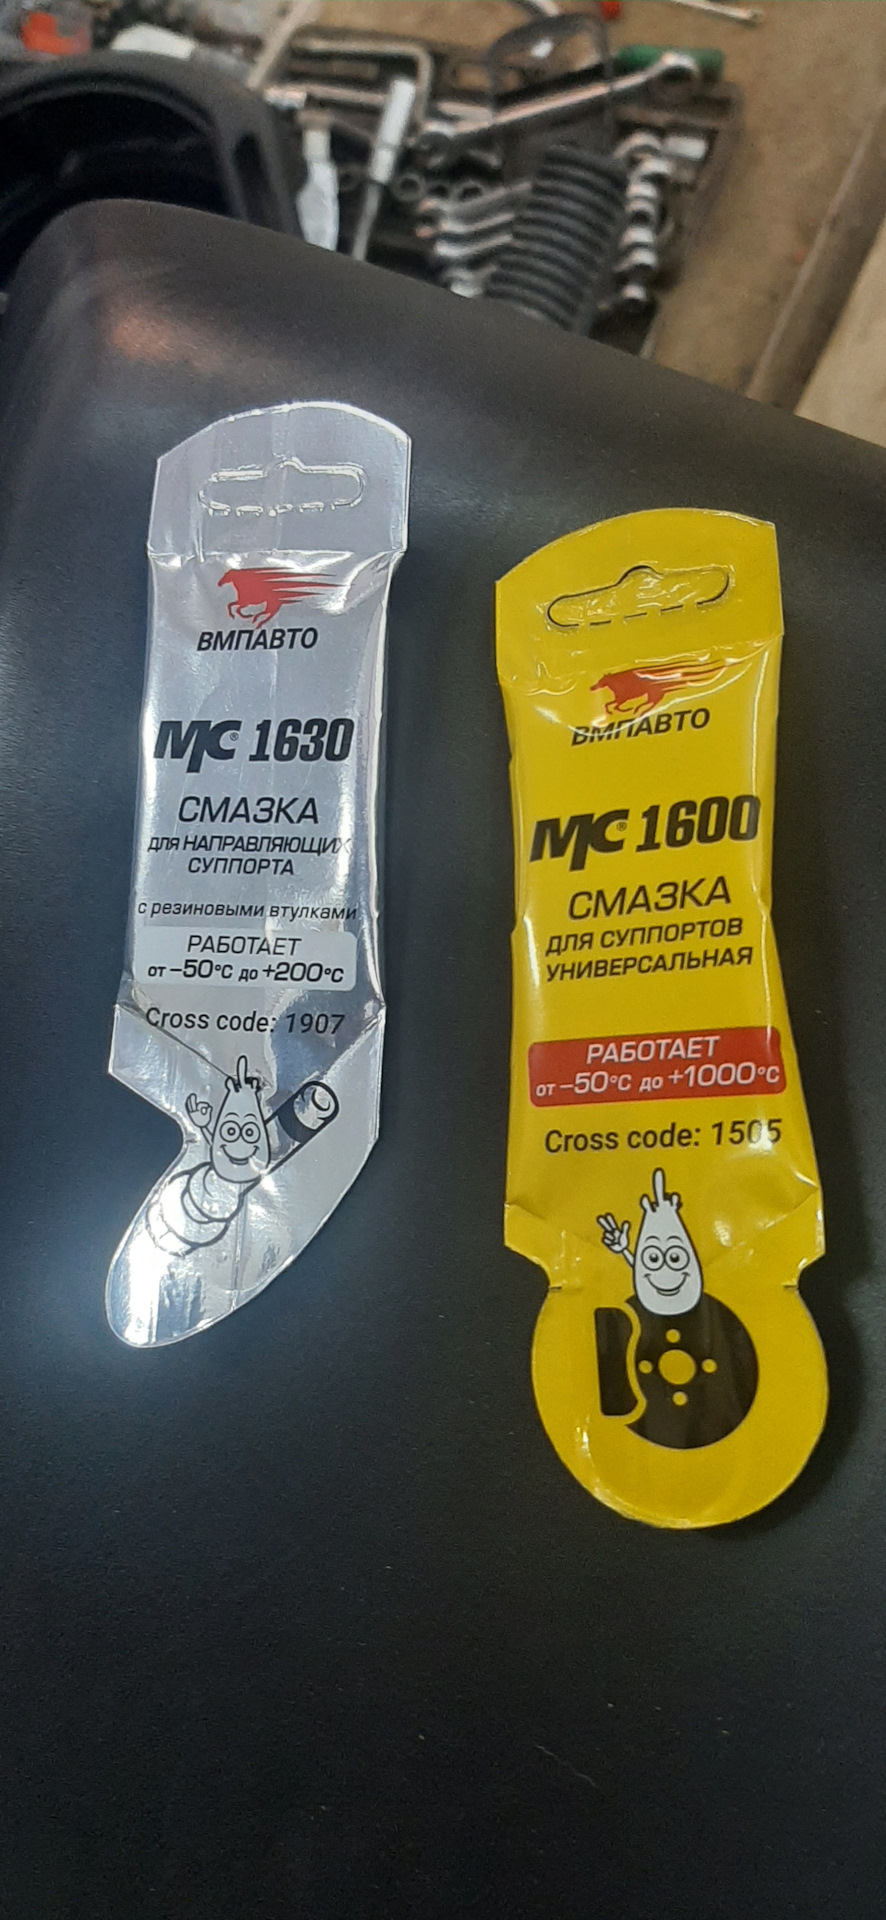 ВМПАВТО
МС® 1630
СМАЗКА
для НАПРАВЛЯЮЩИХ
СУППОРТА
с резиновыми втулками
РАБОТАЕТ
от –50°С до +200°С
Cross code: 1907
ВМПАВТО
МС® 1600
СМАЗКА
ДЛЯ СУППОРТОВ
УНИВЕРСАЛЬНАЯ
РАБОТАЕТ
от –50°С до +1000°С
Cross code: 1505